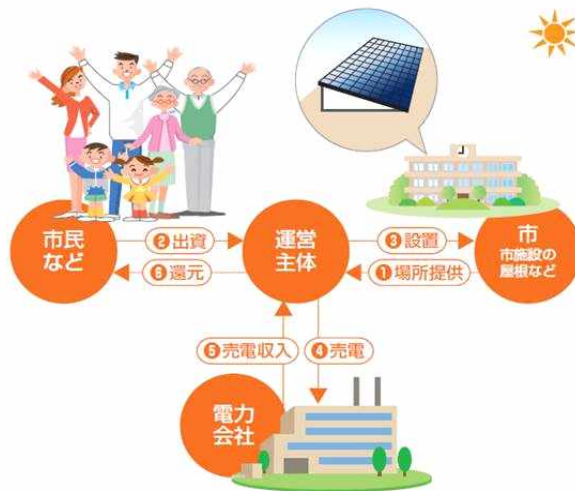 市民
など
❷出資
❻還元
運営
主体
❸設置
❶場所提供
市
市施設の
屋根など
❺売電収入
❹売電
電力
会社